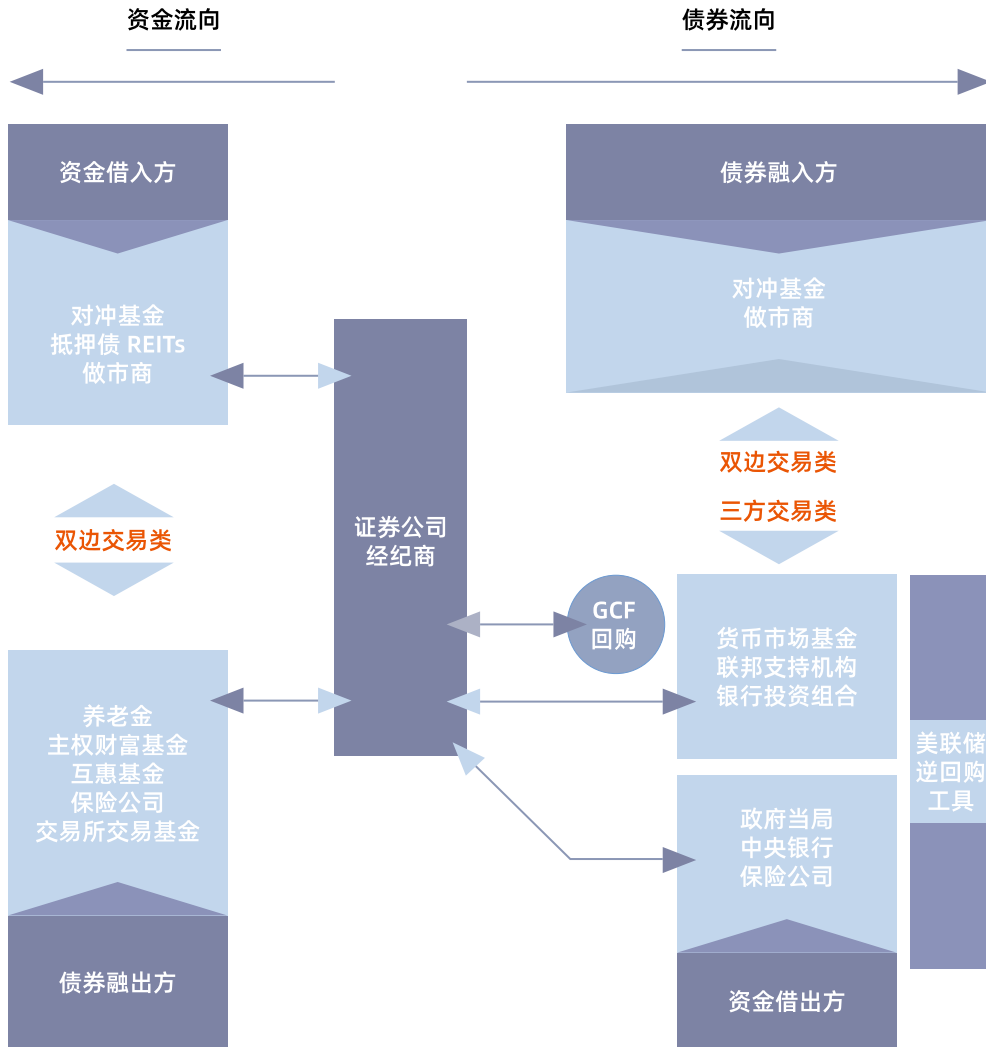 资金流向
债券流向
资金借入方
债券融入方
对冲基金
抵押债 REITs
做市商
对冲基金
做市商
双边交易类
三方交易类
证券公司
经纪商
双边交易类
GCF
回购
货币市场基金
联邦支持机构
银行投资组合
养老金
主权财富基金
互惠基金
保险公司
交易所交易基金
美联储
逆回购
工具
政府当局
中央银行
保险公司
债券融出方
资金借出方